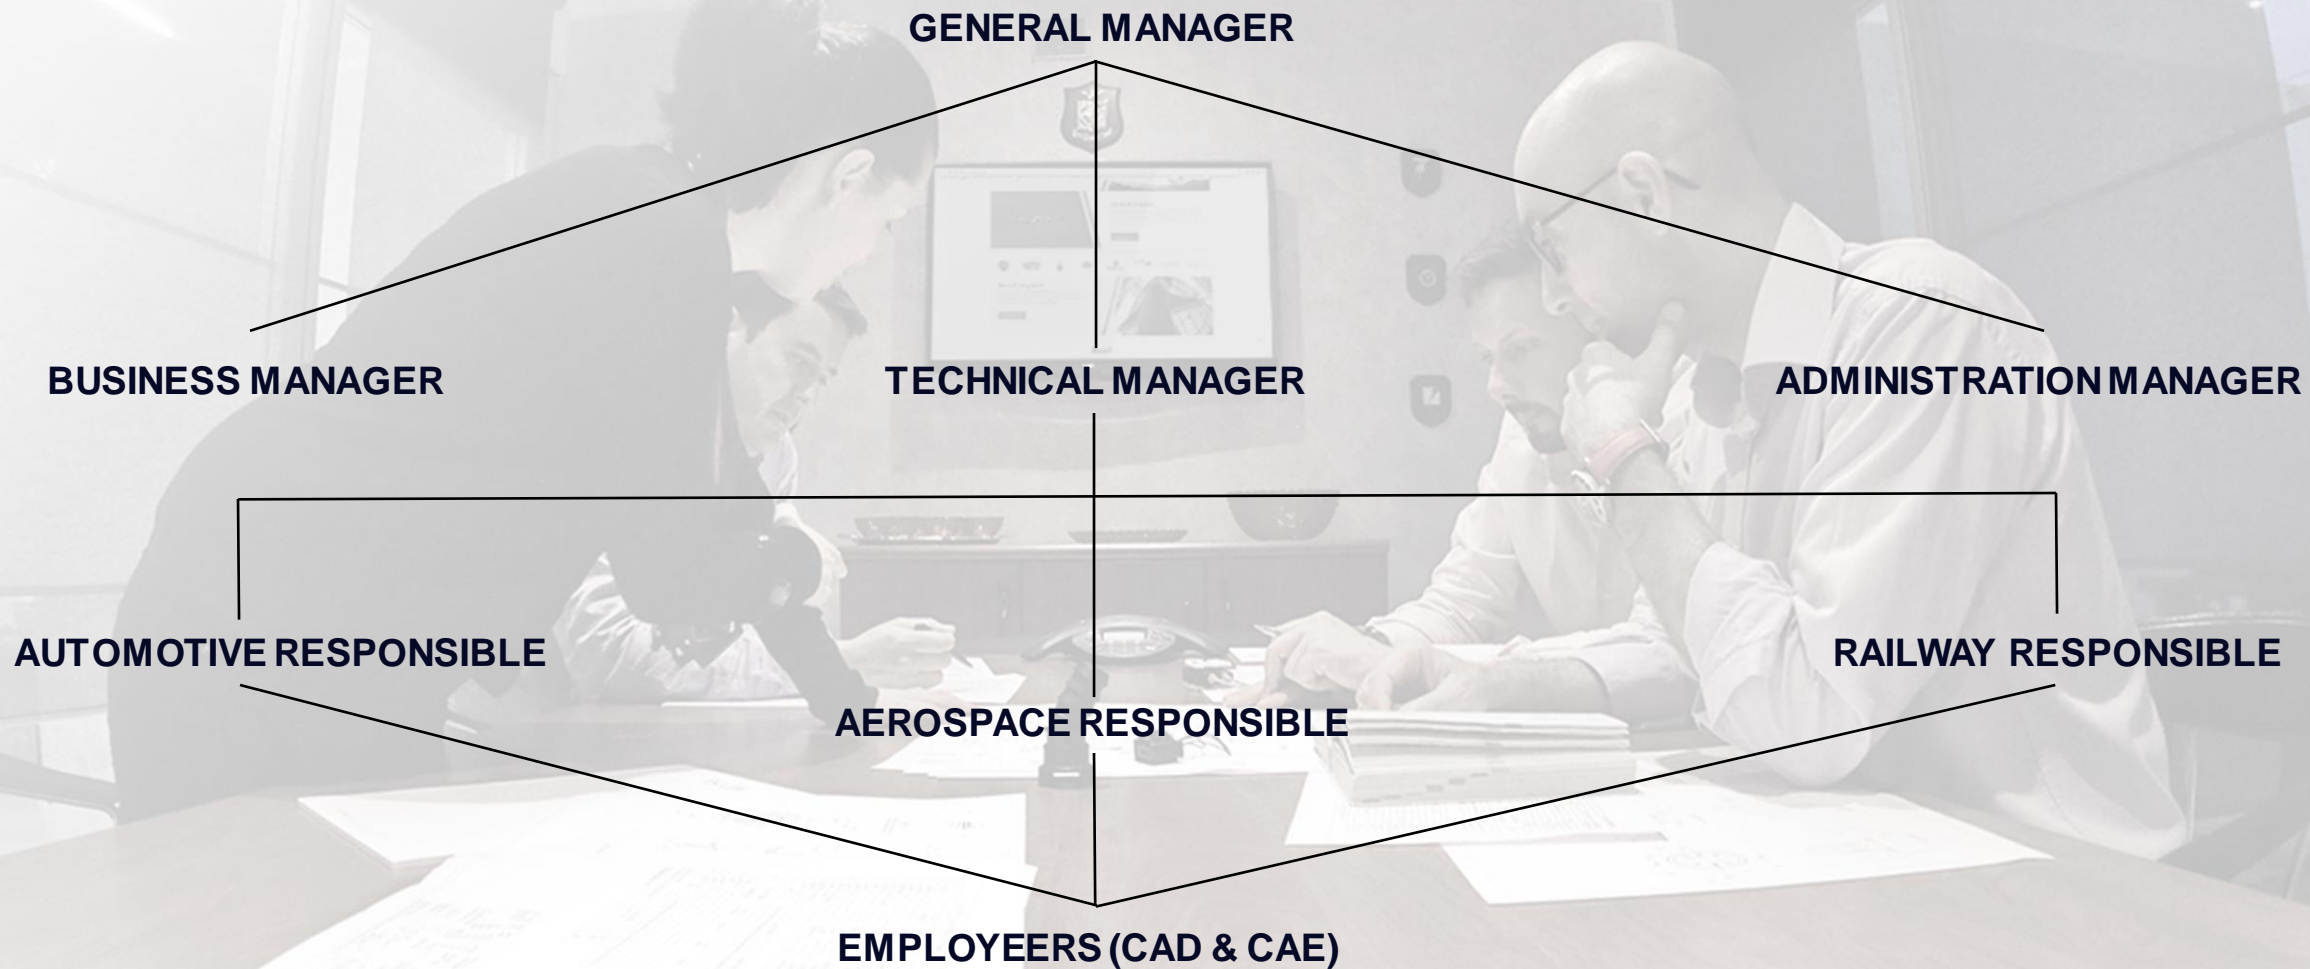 GENERAL MANAGER
BUSINESS MANAGER
TECHNICAL MANAGER
ADMINISTRATION MANAGER
AUTOMOTIVE RESPONSIBLE
RAILWAY RESPONSIBLE
AEROSPACE RESPONSIBLE
EMPLOYEERS (CAD & CAE)